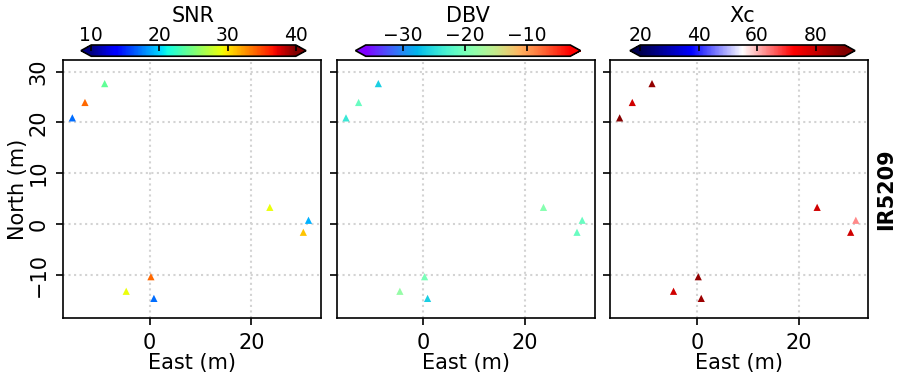 SNR DBV Xc
10 20 30 40 −30 −20 −10 20 40 60 80
30
20
10
0
−10
North (m)
IR5209
0 20 0 20 0 20
East (m) East (m) East (m)